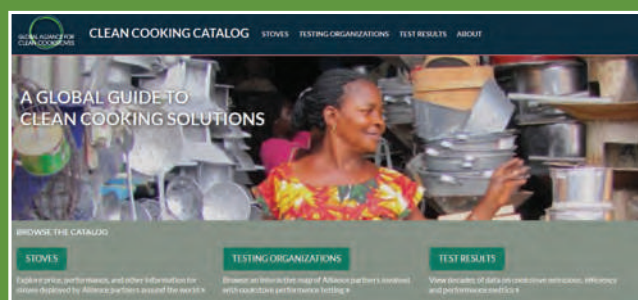 GLOBAL ALLIANCE FOR
CLEAN COOKSTOVES
CLEAN COOKING CATALOG
STOVES TESTING ORGANIZATIONS TEST RESULTS ABOUT
A GLOBAL GUIDE TO
CLEAN COOKING SOLUTIONS
BROWSE THE CATALOG
STOVES
Explore price, performance, and other information for
stoves deployed by Alliance partners around the world »
TESTING ORGANIZATIONS
Browse an interactive map of Alliance partners involved
with cookstove performance testing »
TEST RESULTS
View decades of data on cookstove emissions, efficiency
and performance metrics »